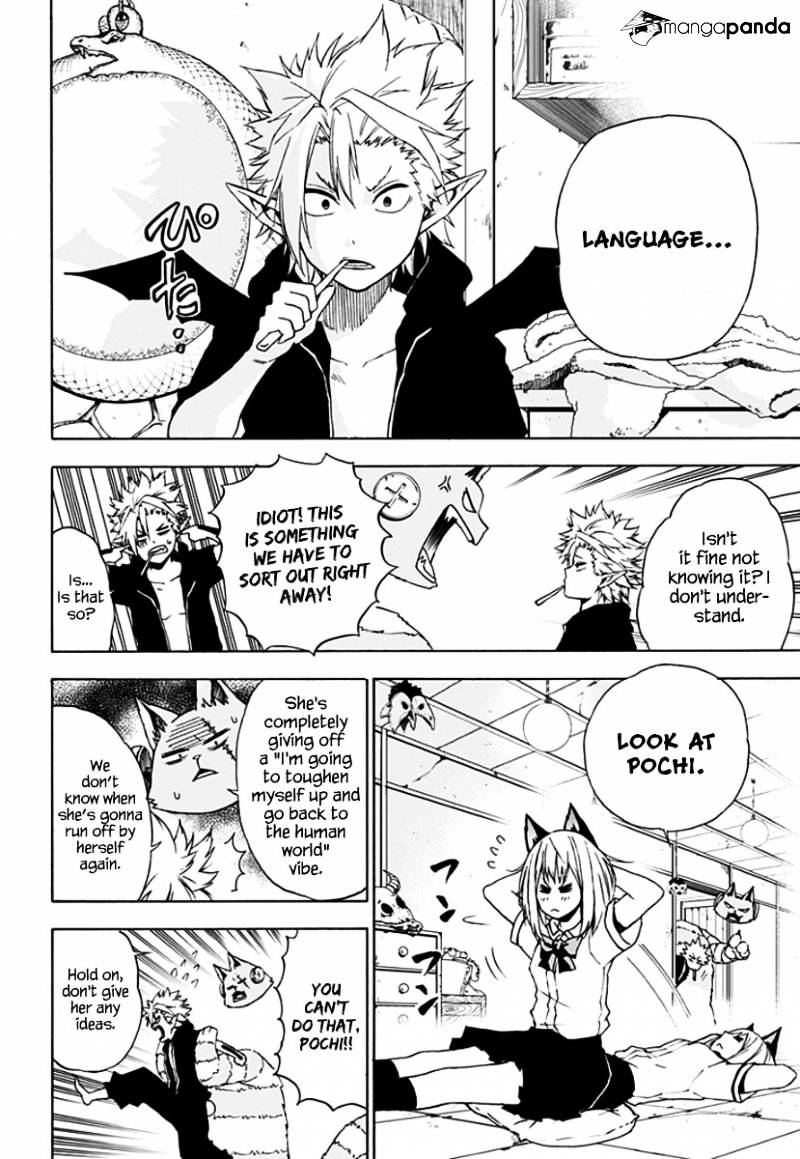 mangapanda
LANGUAGE...
ぴたっ
Isn't
it fine not
knowing it? I
don't under-
stand.
IDIOT! THIS
IS SOMETHING
WE HAVE TO
SORT OUT RIGHT
AWAY!
Is...
Is that
so?
LOOK AT
POCHI.
She's
completely
giving off
a "I'm going
to toughen
myself up and
go back to
the human
world"
vibe.
We
don't
know when
she's gonna
run off by
herself
again.
YOU
CAN'T
DO THAT,
POCHI!!
Hold on,
don't give
her any
ideas.